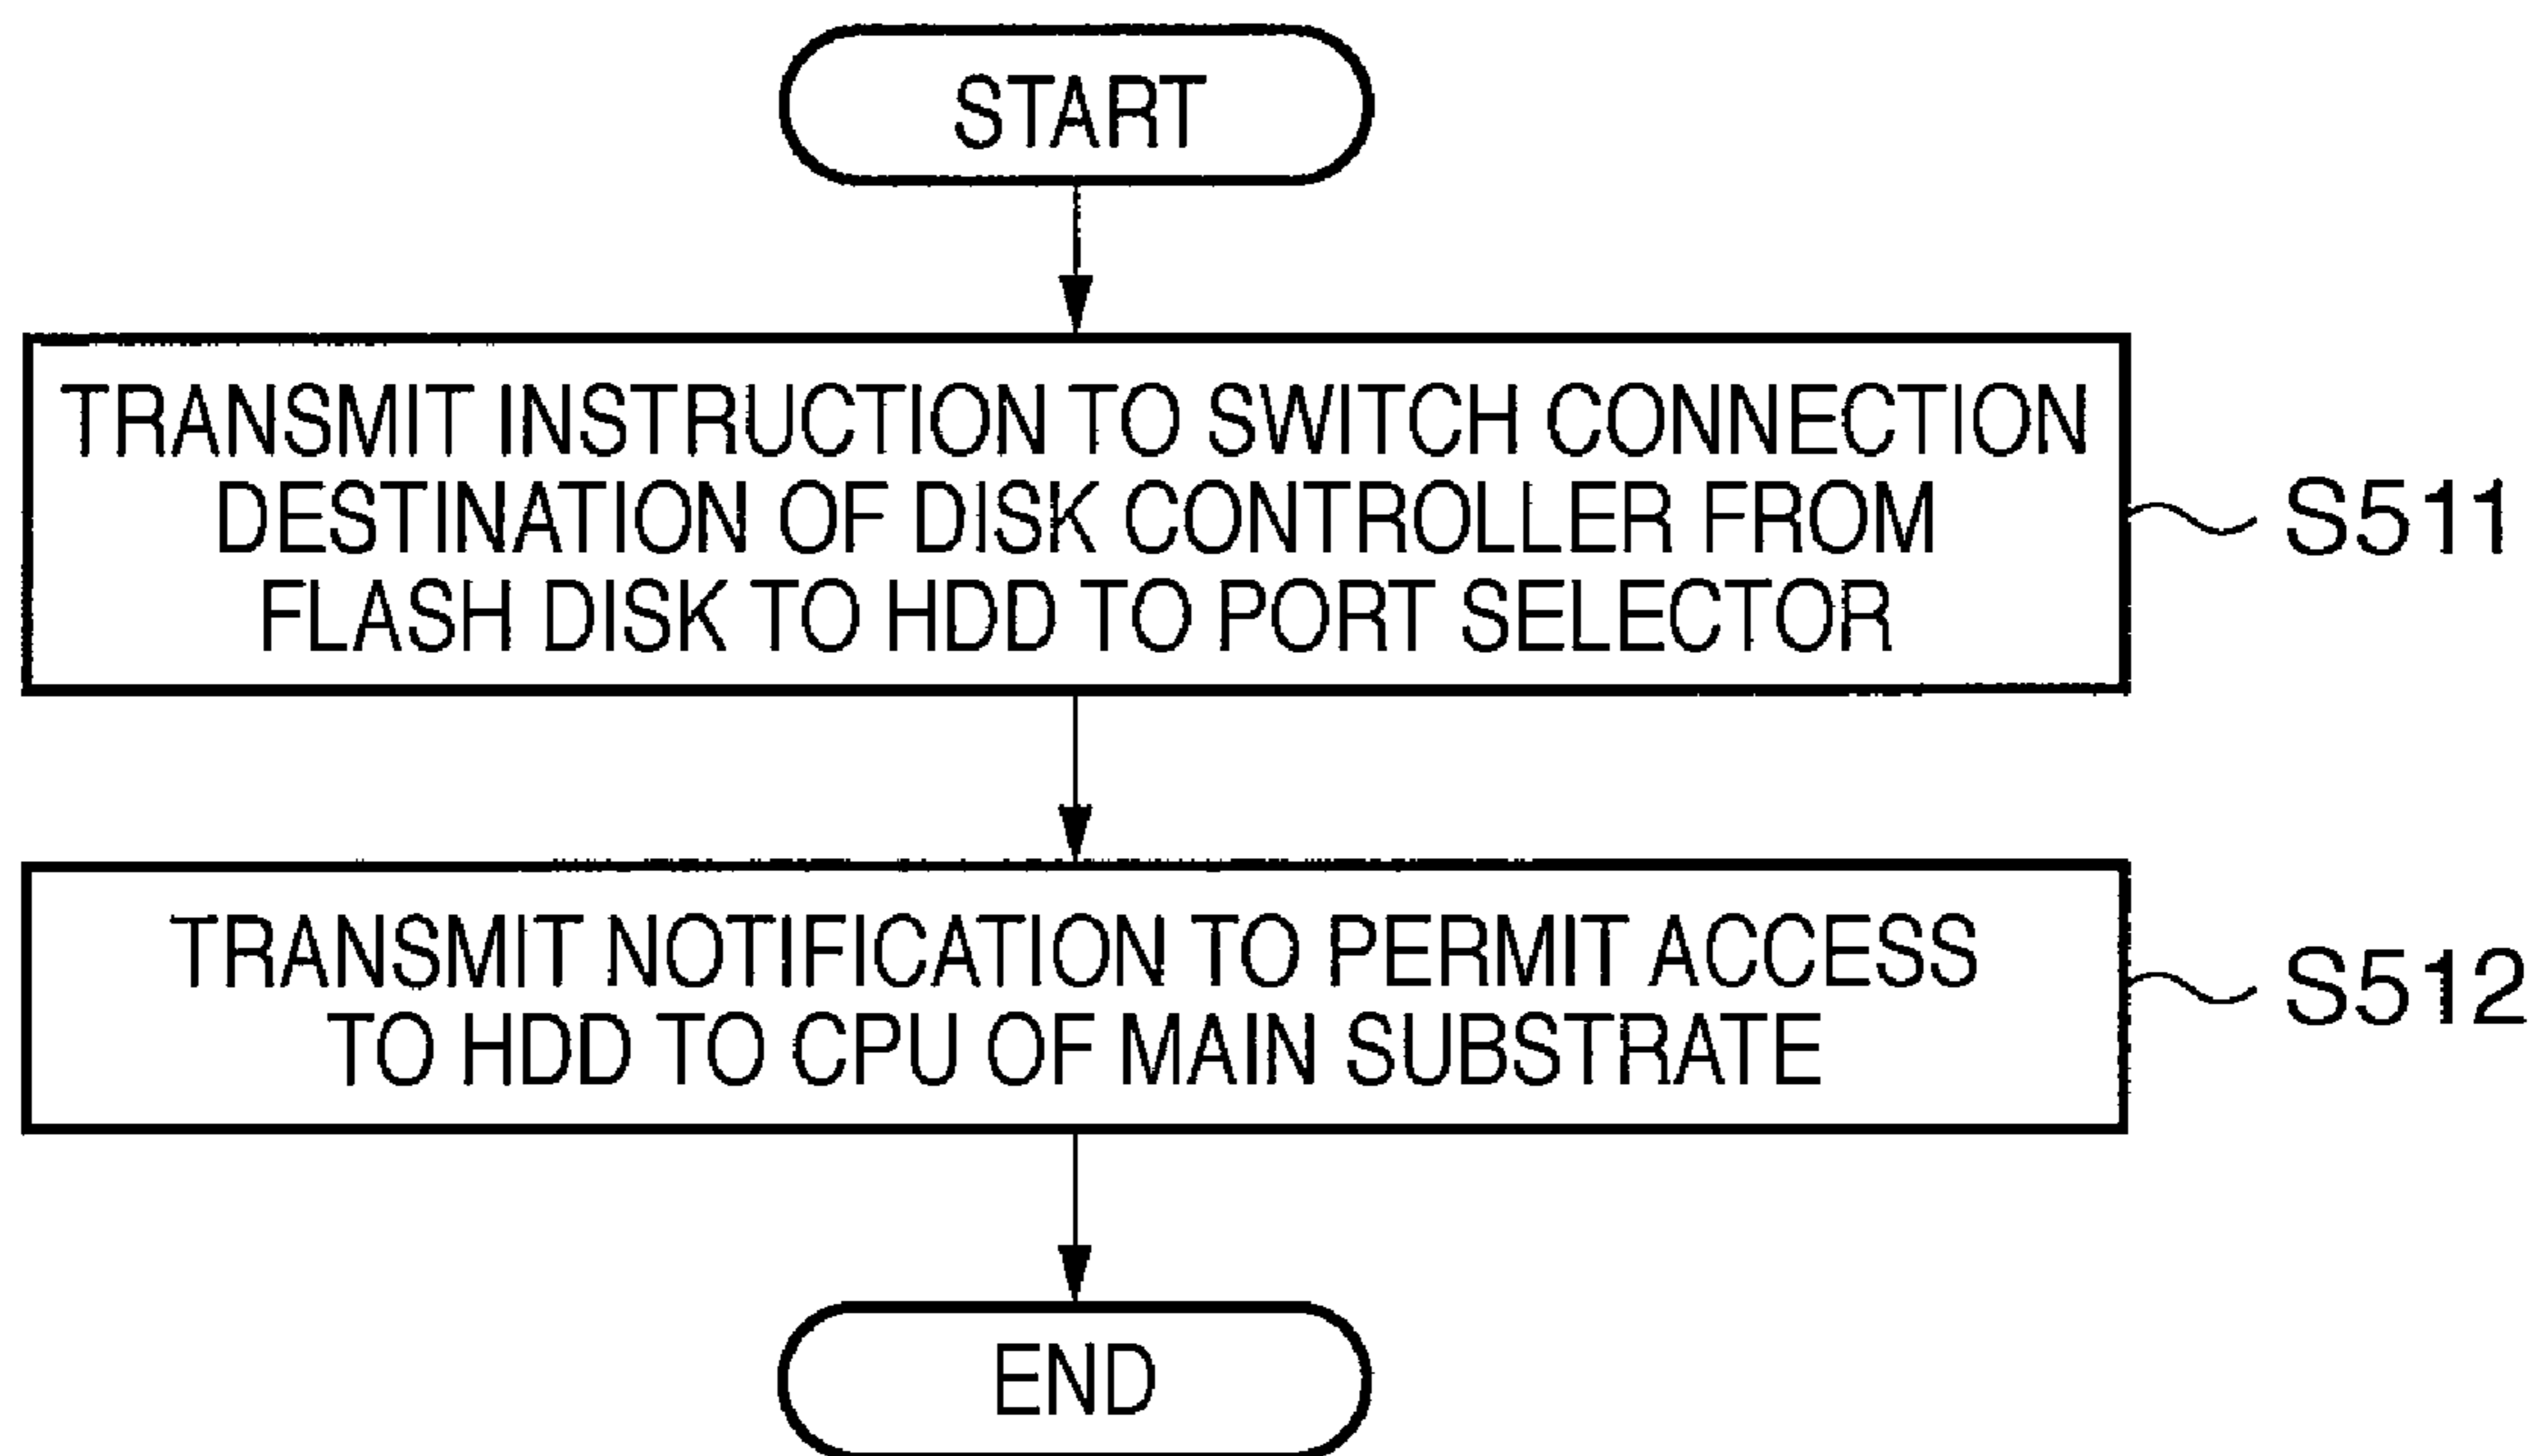 START
TRANSMIT INSTRUCTION TO SWITCH CONNECTION
DESTINATION OF DISK CONTROLLER FROM
FLASH DISK TO HDD TO PORT SELECTOR
S511
TRANSMIT NOTIFICATION TO PERMIT ACCESS
TO HDD TO CPU OF MAIN SUBSTRATE
S512
END